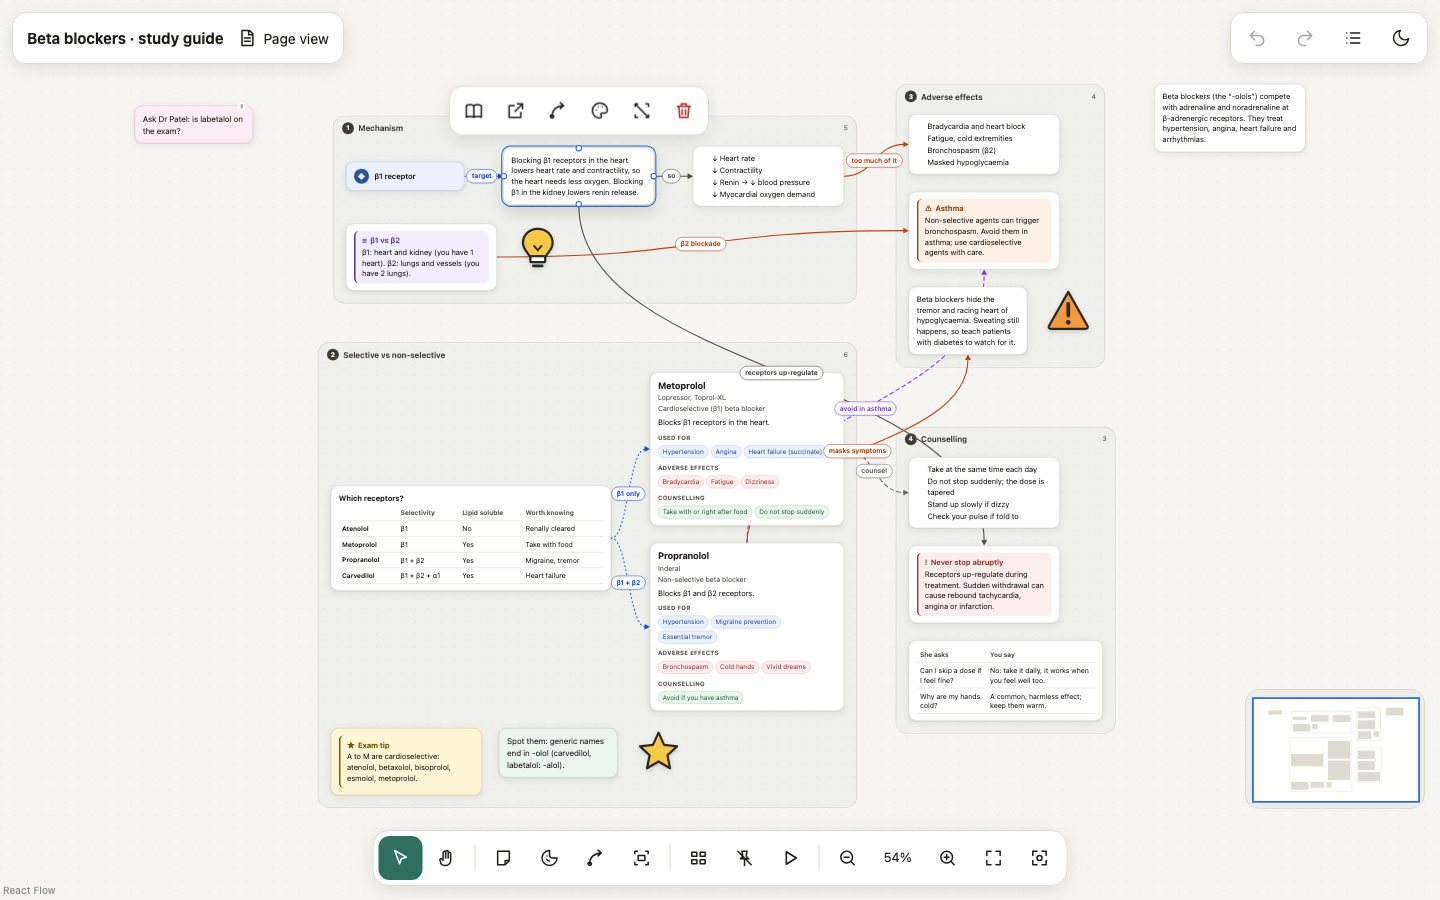 Beta blockers · study guide
Page view
Ask Dr Patel: is labetalol on
the exam?
1 Mechanism 5
β1 receptor
target
Blocking β1 receptors in the heart
lowers heart rate and contractility, so
the heart needs less oxygen. Blocking
β1 in the kidney lowers renin release.
so
↓ Heart rate
↓ Contractility
↓ Renin → ↓ blood pressure
↓ Myocardial oxygen demand
too much of it
β1 vs β2
β1: heart and kidney (you have 1
heart). β2: lungs and vessels (you
have 2 lungs).
β2 blockade
3 Adverse effects 4
Bradycardia and heart block
Fatigue, cold extremities
Bronchospasm (β2)
Masked hypoglycaemia
Asthma
Non-selective agents can trigger
bronchospasm. Avoid them in
asthma; use cardioselective
agents with care.
Beta blockers hide the
tremor and racing heart of
hypoglycaemia. Sweating still
happens, so teach patients
with diabetes to watch for it.
Beta blockers (the "-olols") compete
with adrenaline and noradrenaline at
β-adrenergic receptors. They treat
hypertension, angina, heart failure and
arrhythmias.
2 Selective vs non-selective 6
receptors up-regulate
Metoprolol
Lopressor, Toprol-XL
Cardioselective (β1) beta blocker
Blocks β1 receptors in the heart.
USED FOR
Hypertension Angina Heart failure (succinate)
ADVERSE EFFECTS
Bradycardia Fatigue Dizziness
COUNSELLING
Take with or right after food Do not stop suddenly
avoid in asthma
masks symptoms
counsel
Which receptors?
Selectivity Lipid soluble Worth knowing
Atenolol β1 No Renally cleared
Metoprolol β1 Yes Take with food
Propranolol β1 + β2 Yes Migraine, tremor
Carvedilol β1 + β2 + α1 Yes Heart failure
β1 only
β1 + β2
Propranolol
Inderal
Non-selective beta blocker
Blocks β1 and β2 receptors.
USED FOR
Hypertension Migraine prevention
Essential tremor
ADVERSE EFFECTS
Bronchospasm Cold hands Vivid dreams
COUNSELLING
Avoid if you have asthma
Exam tip
A to M are cardioselective:
atenolol, betaxolol, bisoprolol,
esmolol, metoprolol.
Spot them: generic names
end in -olol (carvedilol,
labetalol: -alol).
4 Counselling 3
Take at the same time each day
Do not stop suddenly; the dose is
tapered
Stand up slowly if dizzy
Check your pulse if told to
! Never stop abruptly
Receptors up-regulate during
treatment. Sudden withdrawal can
cause rebound tachycardia,
angina or infarction.
She asks You say
Can I skip a dose if No: take it daily, it works when
I feel fine? you feel well too.
Why are my hands A common, harmless effect;
cold? keep them warm.
54%
React Flow